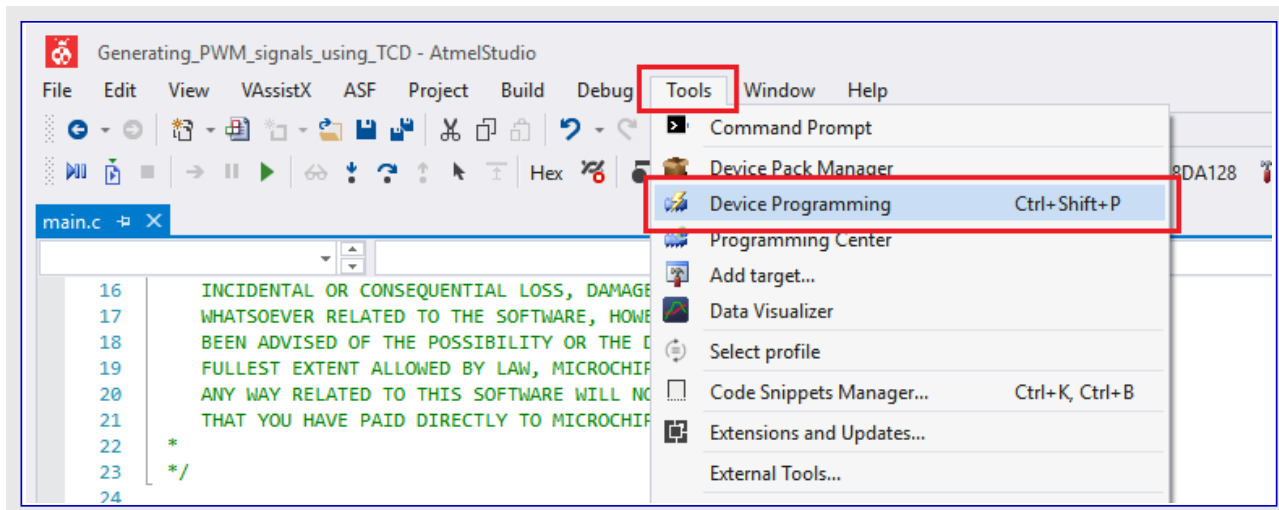 Generating_PWM_signals_using_TCD - AtmelStudio
File Edit View VAssistX ASF Project Build Debug Tools Window Help
Command Prompt
Hex
Device Pack Manager
DA128
main.c
Device Programming Ctrl+Shift+P
Programming Center
Add target...
16 INCIDENTAL OR CONSEQUENTIAL LOSS, DAMAGE
Data Visualizer
17 WHATSOEVER RELATED TO THE SOFTWARE, HOWE
18 BEEN ADVISED OF THE POSSIBILITY OR THE D
Select profile
19 FULLEST EXTENT ALLOWED BY LAW, MICROCHIP
20 ANY WAY RELATED TO THIS SOFTWARE WILL NO
Code Snippets Manager... Ctrl+K, Ctrl+B
21 THAT YOU HAVE PAID DIRECTLY TO MICROCHIP
Extensions and Updates...
22 *
23 */
External Tools...
24